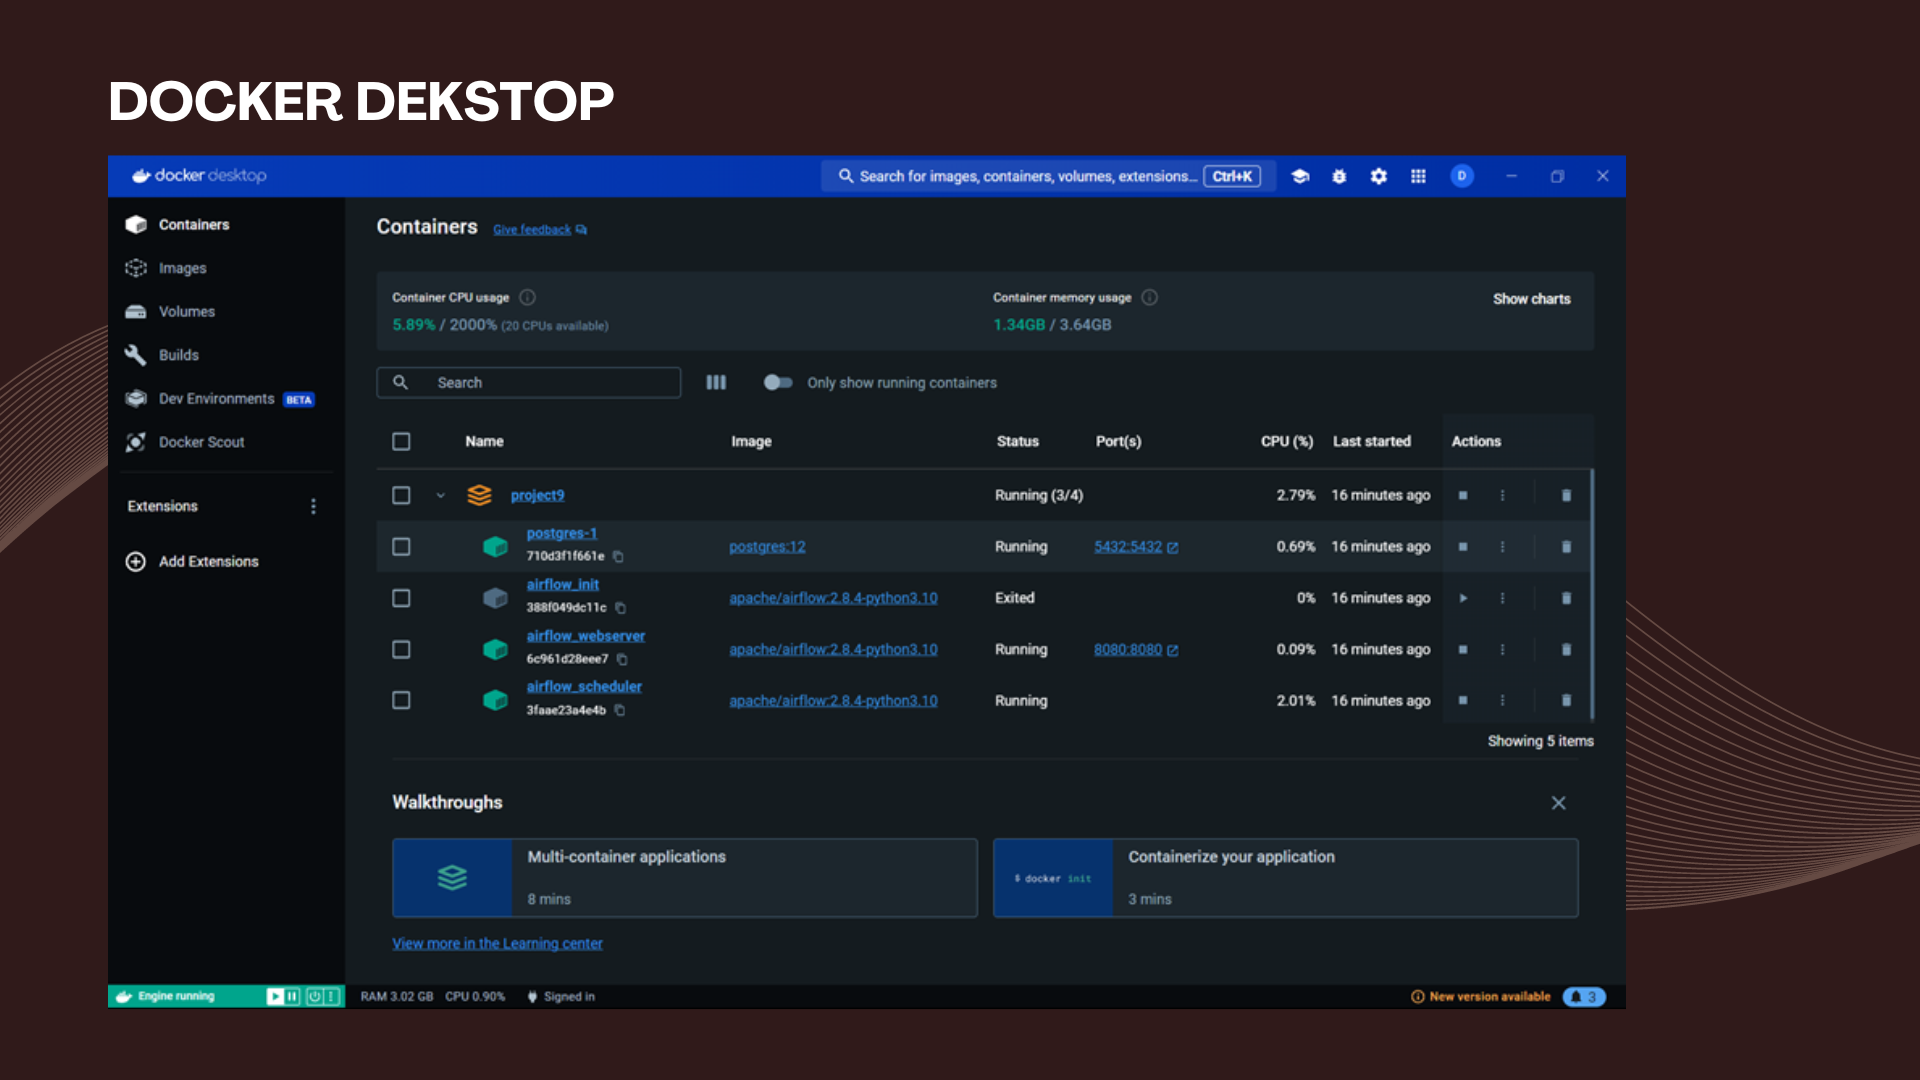 DOCKER DEKSTOP
docker desktop
Search for images, containers, volumes, extensions... Ctrl+K
D
Containers
Images
Volumes
Builds
Dev Environments BETA
Docker Scout
Extensions
Add Extensions
Containers Give feedback
Container CPU usage
5.89% / 2000% (20 CPUs available)
Container memory usage
1.34GB / 3.64GB
Show charts
Search
Only show running containers
Name Image Status Port(s) CPU (%) Last started Actions
project9 Running (3/4) 2.79% 16 minutes ago
postgres-1
710d3f1f661e
postgres:12 Running 5432:5432 0.69% 16 minutes ago
airflow_init
388f049dc11c
apache/airflow:2.8.4-python3.10 Exited 0% 16 minutes ago
airflow_webserver
6c961d28eee7
apache/airflow:2.8.4-python3.10 Running 8080:8080 0.09% 16 minutes ago
airflow_scheduler
3faae23a4e4b
apache/airflow:2.8.4-python3.10 Running 2.01% 16 minutes ago
Showing 5 items
Walkthroughs
Multi-container applications
8 mins
$ docker init
Containerize your application
3 mins
View more in the Learning center
Engine running
RAM 3.02 GB CPU 0.90% Signed in
New version available
3